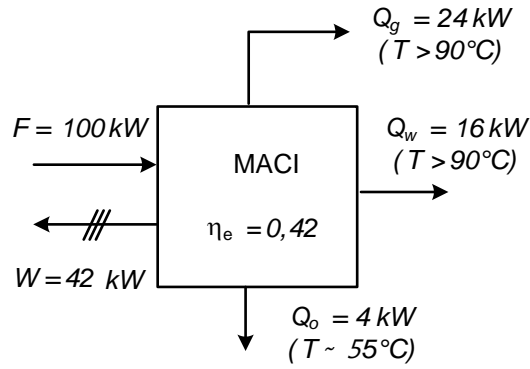 Q_g = 24 kW
( T > 90°C)
F = 100 kW
Q_w = 16 kW
( T > 90°C)
MACI
η_e = 0,42
W = 42 kW
Q_o = 4 kW
( T ~ 55°C)